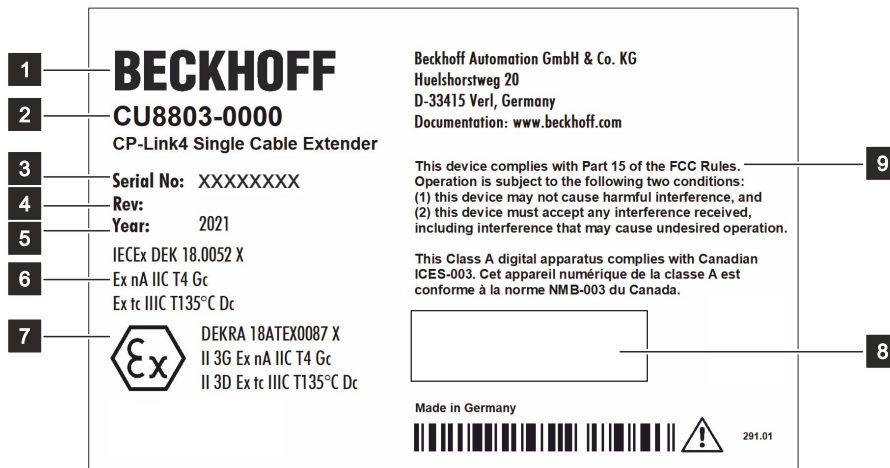 1
BECKHOFF
2
CU8803-0000
CP-Link4 Single Cable Extender
3
Serial No: XXXXXXXX
4
Rev:
5
Year: 2021
IECEx DEK 18.0052 X
6
Ex nA IIC T4 Gc
Ex tc IIIC T135°C Dc
7
Ex
DEKRA 18ATEX0087 X
II 3G Ex nA IIC T4 Gc
II 3D Ex tc IIIC T135°C Dc
Beckhoff Automation GmbH & Co. KG
Huelshorstweg 20
D-33415 Verl, Germany
Documentation: www.beckhoff.com
This device complies with Part 15 of the FCC Rules.
9
Operation is subject to the following two conditions:
(1) this device may not cause harmful interference, and
(2) this device must accept any interference received,
including interference that may cause undesired operation.
This Class A digital apparatus complies with Canadian
ICES-003. Cet appareil numérique de la classe A est
conforme à la norme NMB-003 du Canada.
8
Made in Germany
291.01